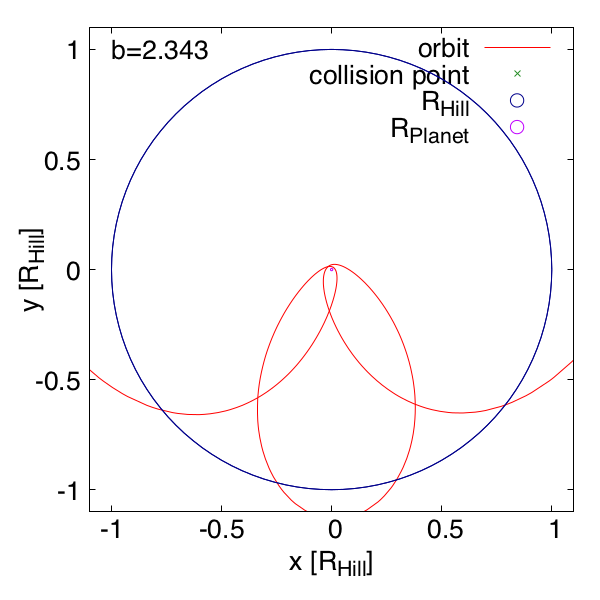 b=2.343
orbit
collision point
R_Hill
R_Planet
1
0.5
0
-0.5
-1
y [R_Hill]
-1 -0.5 0 0.5 1
x [R_Hill]